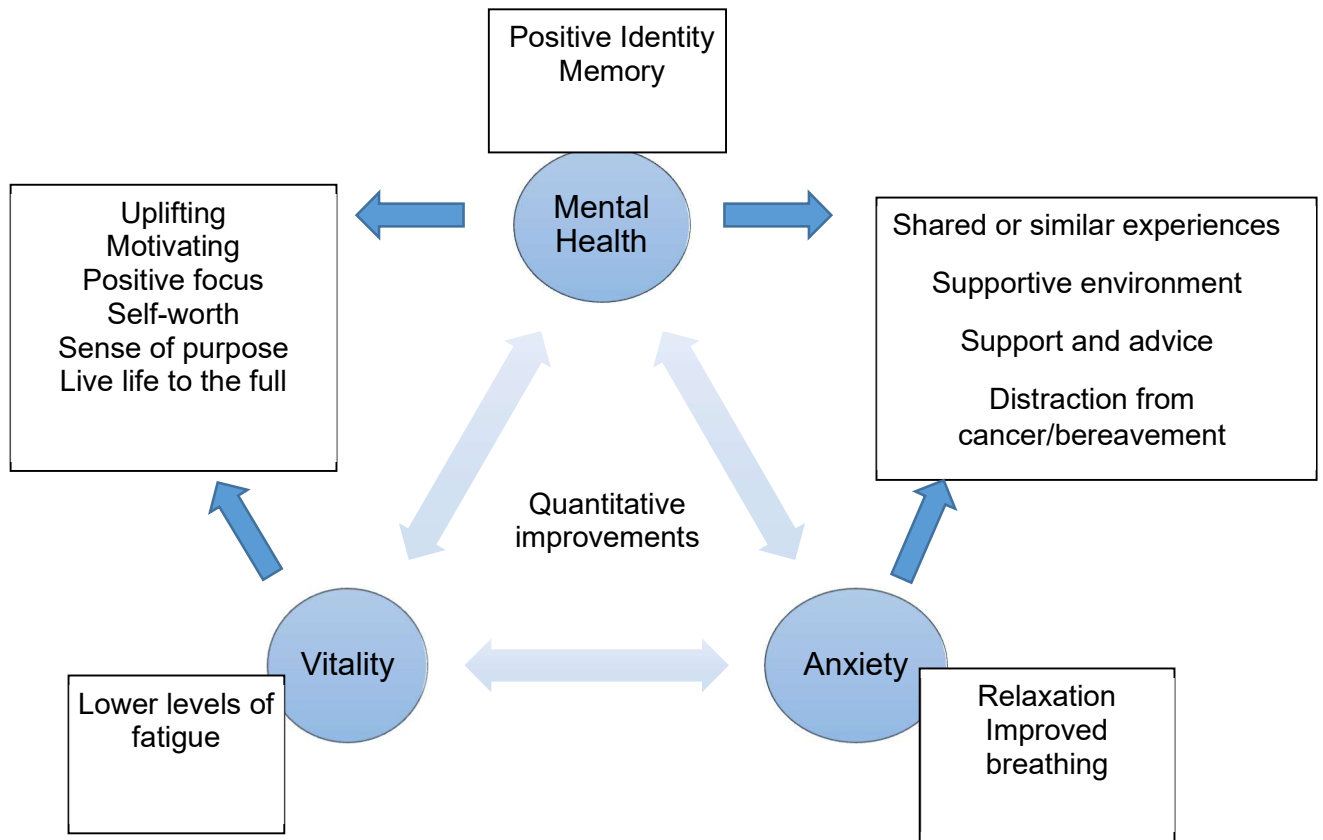 Positive Identity
Memory
Mental
Health
Uplifting
Motivating
Positive focus
Self-worth
Sense of purpose
Live life to the full
Shared or similar experiences
Supportive environment
Support and advice
Distraction from
cancer/bereavement
Quantitative
improvements
Vitality
Lower levels of
fatigue
Anxiety
Relaxation
Improved
breathing